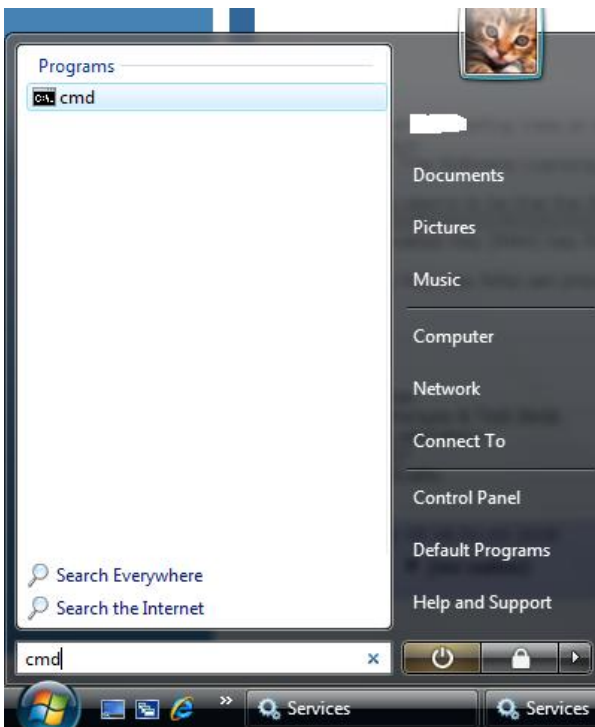 Programs
cmd
Search Everywhere
Search the Internet
cmd
Documents
Pictures
Music
Computer
Network
Connect To
Control Panel
Default Programs
Help and Support
»
Services
Services